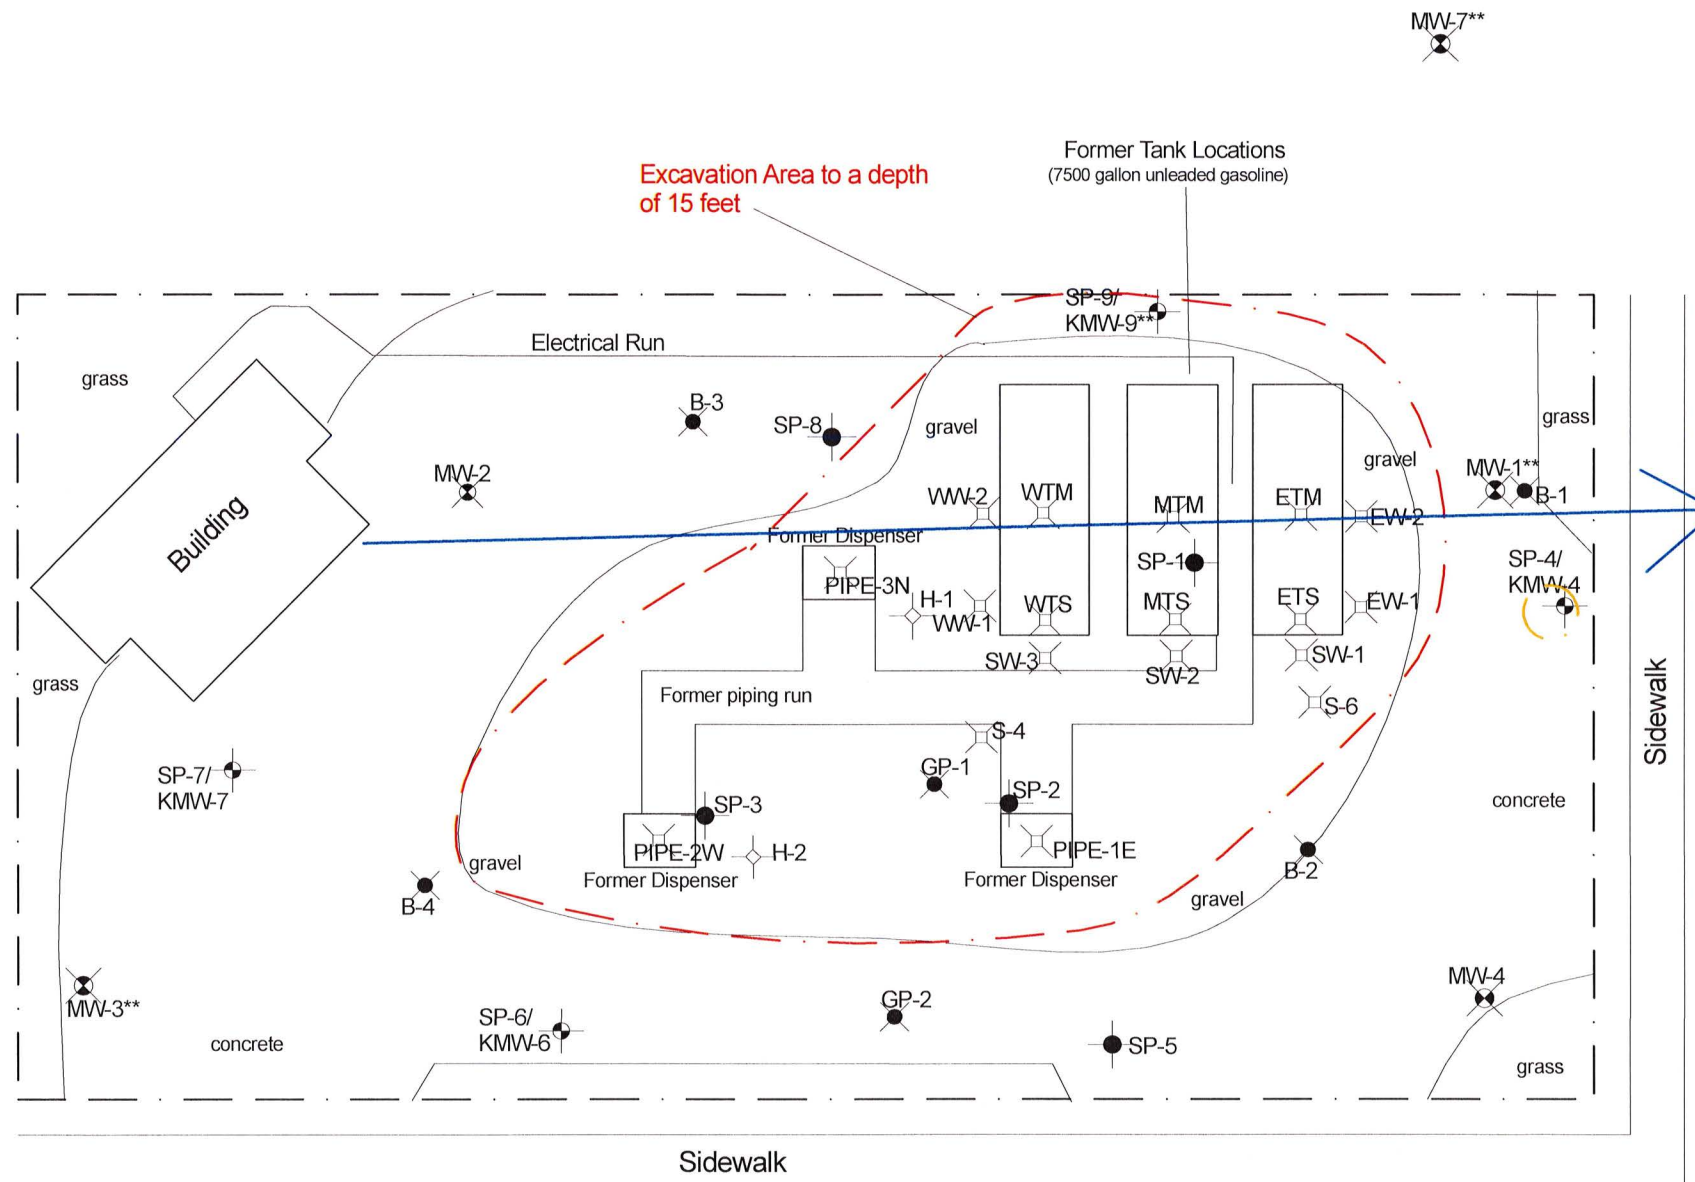 MW-7**
Former Tank Locations
(7500 gallon unleaded gasoline)
Excavation Area to a depth
of 15 feet
SP-9/
KMW-9**
Electrical Run
grass
B-3
SP-8
gravel
grass
gravel
MW-2
MW-1**
B-1
WW-2
WTM
MTM
ETM
EW-2
Building
Former Dispenser
SP-1
SP-4/
KMW-4
PIPE-3N
H-1
WW-1
WTS
MTS
ETS
EW-1
SW-3
SW-2
SW-1
grass
Former piping run
S-6
Sidewalk
S-4
SP-7/
KMW-7
GP-1
SP-2
SP-3
concrete
PIPE-2W
H-2
PIPE-1E
gravel
B-2
Former Dispenser
Former Dispenser
gravel
B-4
MW-4
MW-3**
GP-2
SP-6/
KMW-6
SP-5
concrete
grass
Sidewalk